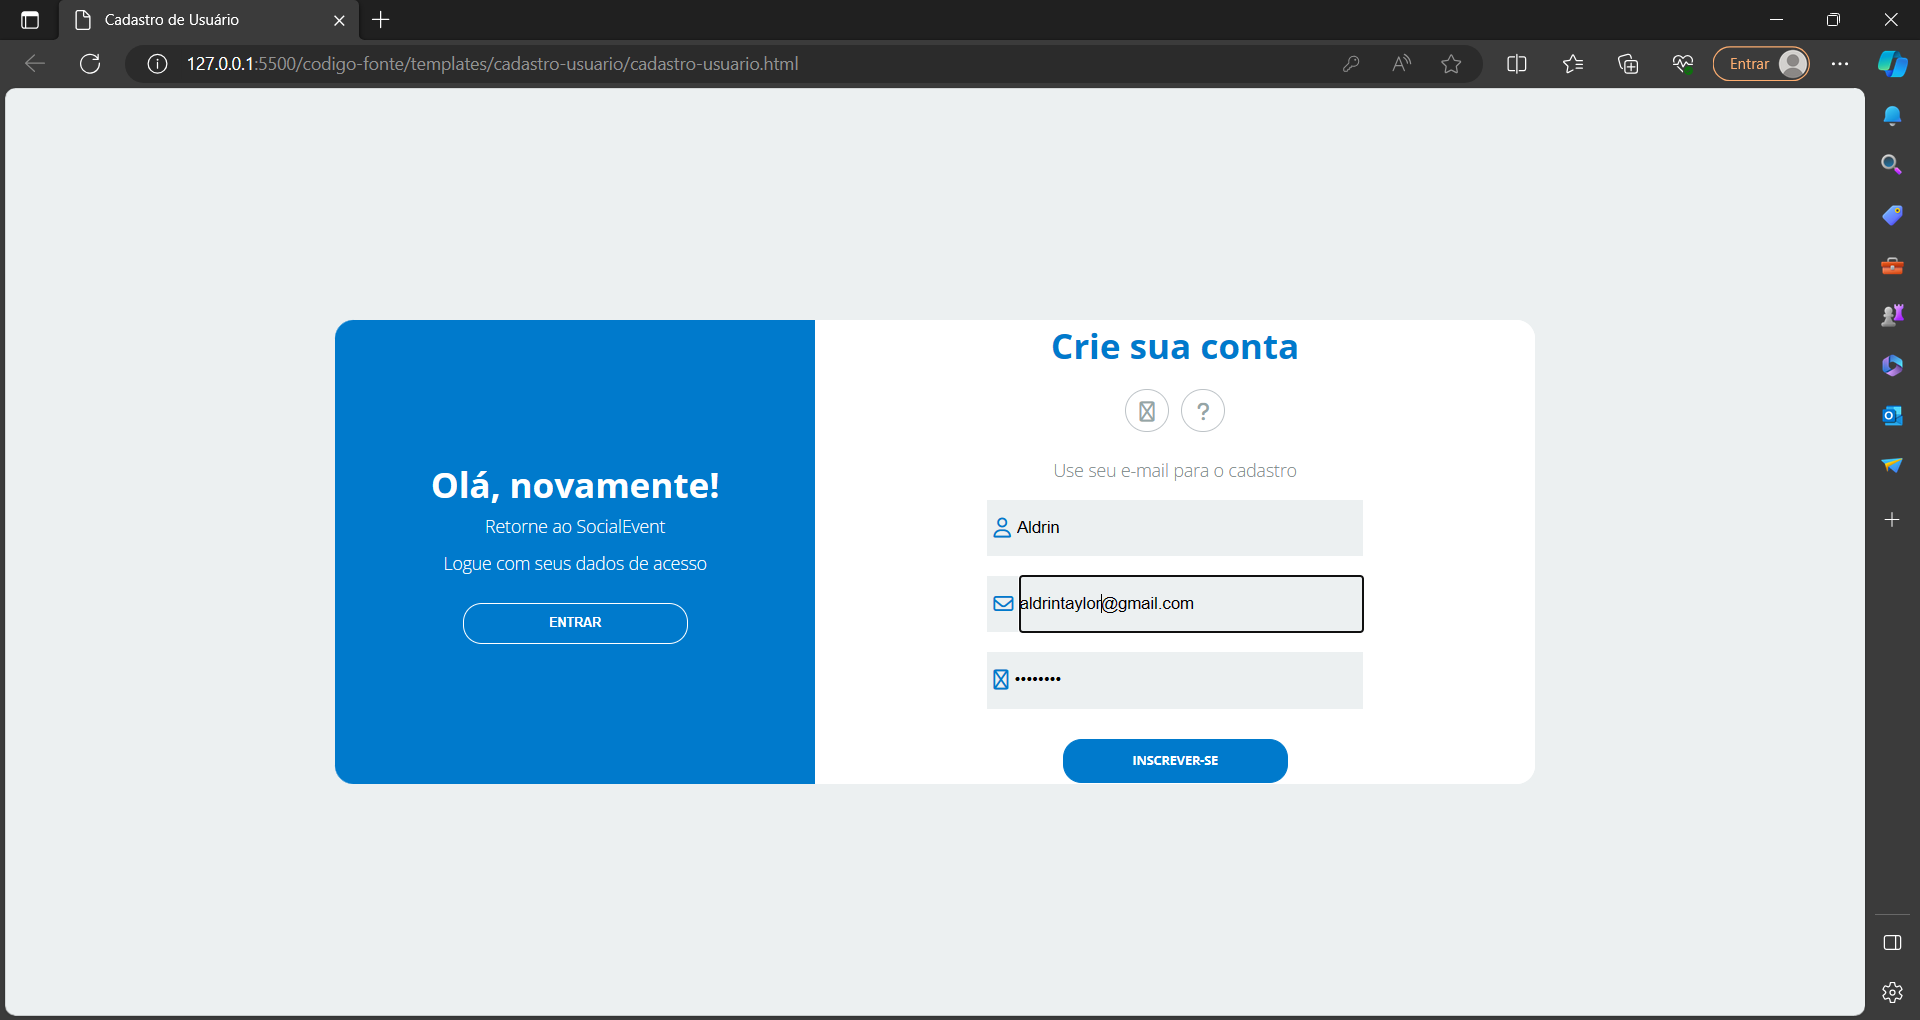 Cadastro de Usuário
127.0.0.1:5500/codigo-fonte/templates/cadastro-usuario/cadastro-usuario.html
Entrar
Olá, novamente!
Retorne ao SocialEvent
Logue com seus dados de acesso
ENTRAR
Crie sua conta
?
Use seu e-mail para o cadastro
Aldrin
aldrintaylor@gmail.com
••••••••
INSCREVER-SE